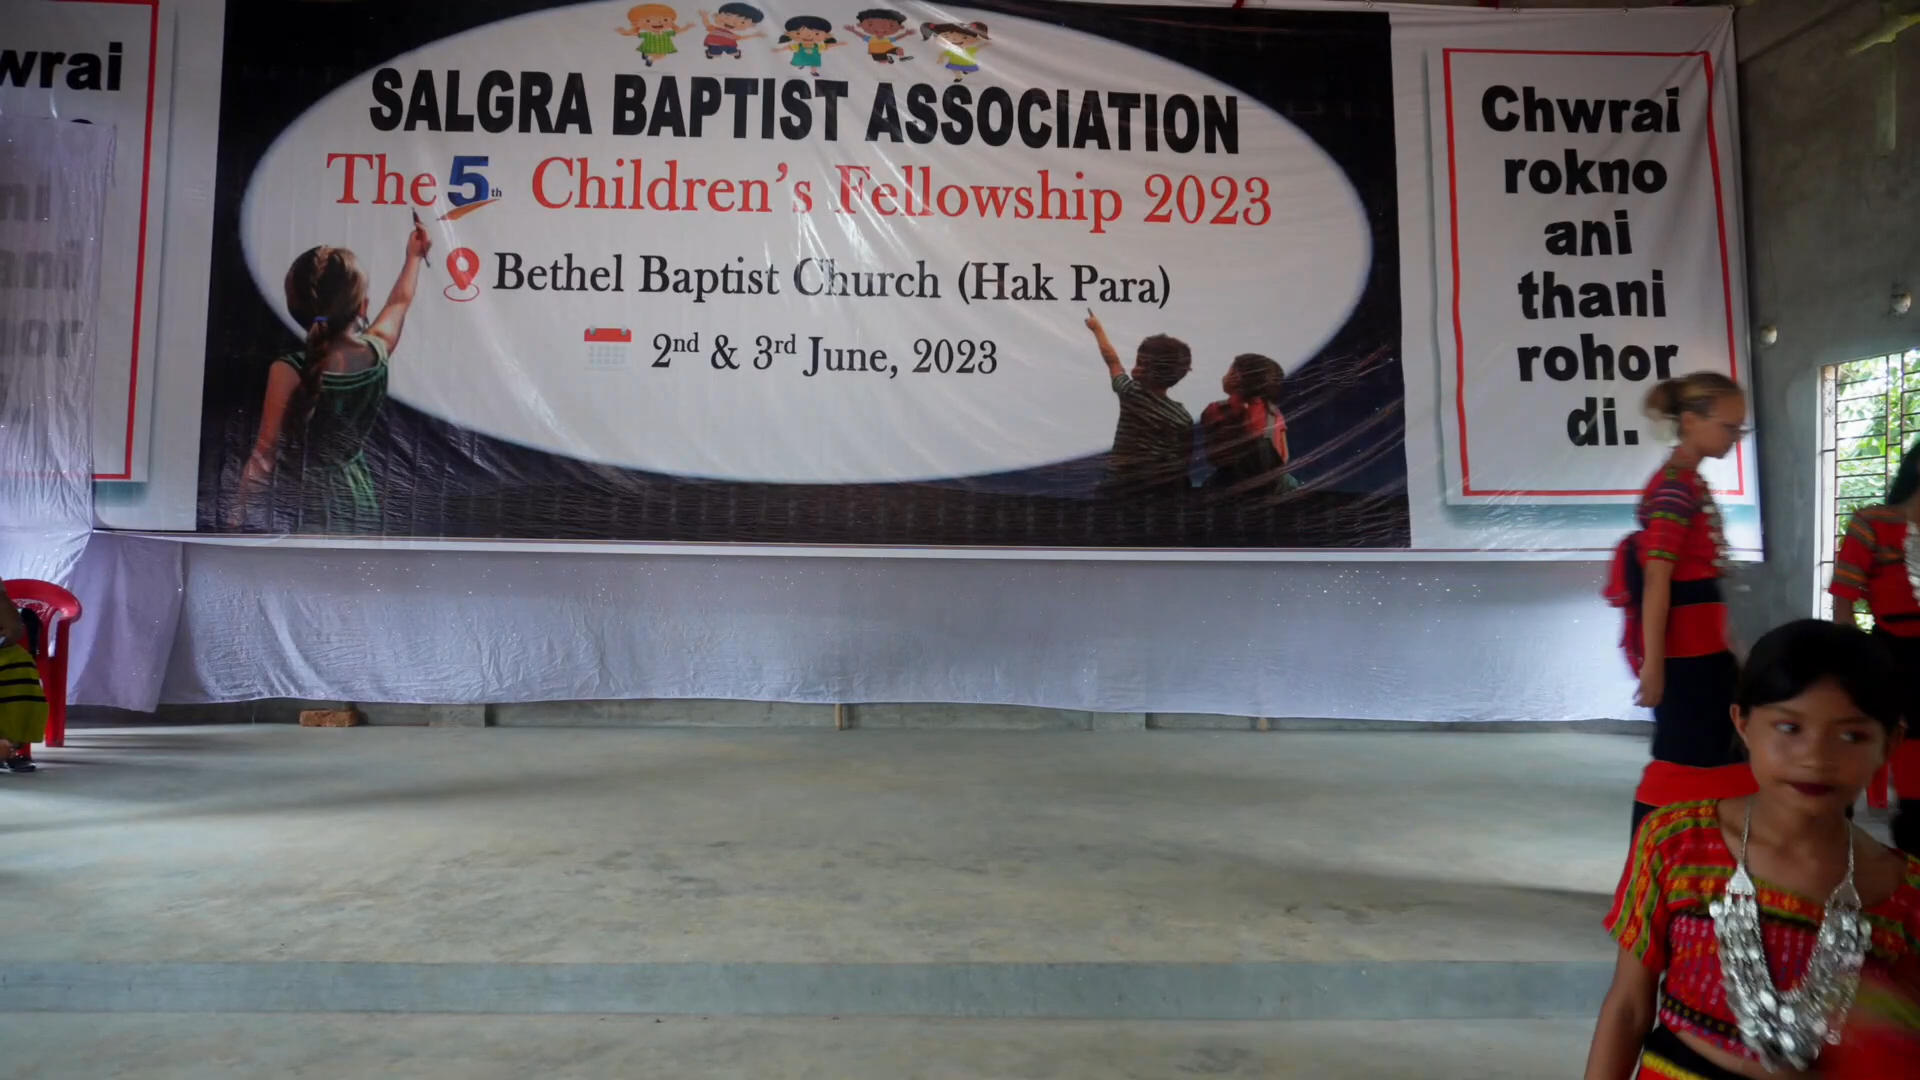 wrai
SALGRA BAPTIST ASSOCIATION
The 5th Children's Fellowship 2023
Bethel Baptist Church (Hak Para)
2nd & 3rd June, 2023
Chwrai
rokno
ani
thani
rohor
di.